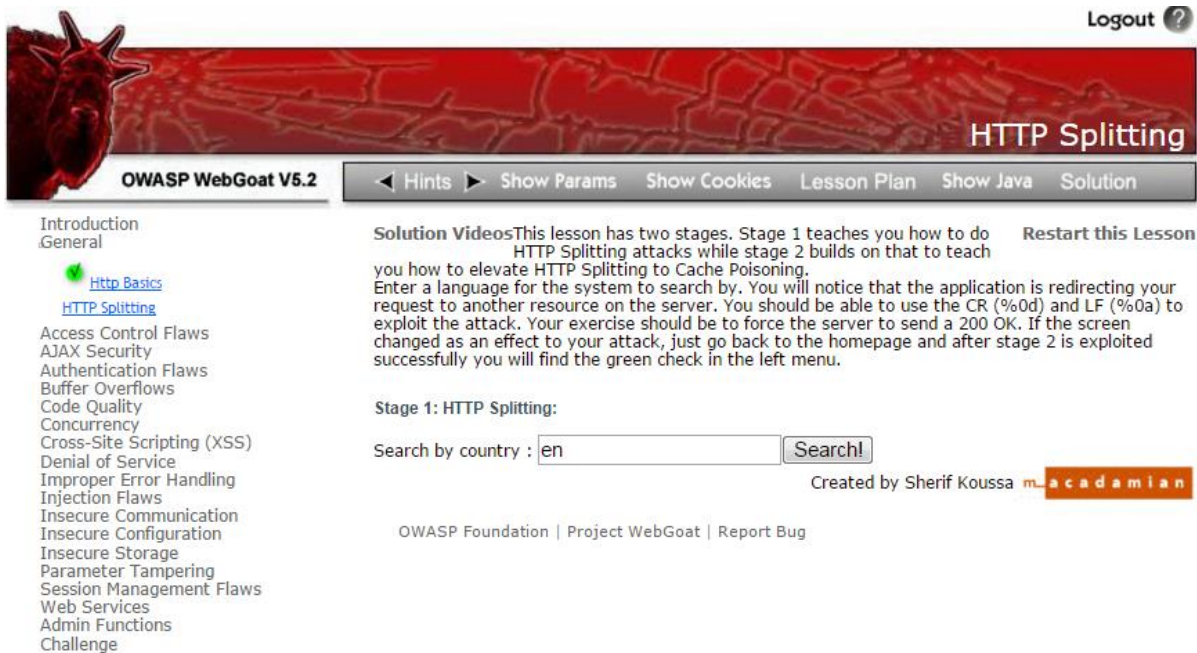 Logout ?
HTTP Splitting
OWASP WebGoat V5.2
Hints Show Params Show Cookies Lesson Plan Show Java Solution
Introduction
General
Http Basics
HTTP Splitting
Access Control Flaws
AJAX Security
Authentication Flaws
Buffer Overflows
Code Quality
Concurrency
Cross-Site Scripting (XSS)
Denial of Service
Improper Error Handling
Injection Flaws
Insecure Communication
Insecure Configuration
Insecure Storage
Parameter Tampering
Session Management Flaws
Web Services
Admin Functions
Challenge
Solution Videos This lesson has two stages. Stage 1 teaches you how to do Restart this Lesson
HTTP Splitting attacks while stage 2 builds on that to teach
you how to elevate HTTP Splitting to Cache Poisoning.
Enter a language for the system to search by. You will notice that the application is redirecting your
request to another resource on the server. You should be able to use the CR (%0d) and LF (%0a) to
exploit the attack. Your exercise should be to force the server to send a 200 OK. If the screen
changed as an effect to your attack, just go back to the homepage and after stage 2 is exploited
successfully you will find the green check in the left menu.
Stage 1: HTTP Splitting:
Search by country : en Search!
Created by Sherif Koussa m_acadamian
OWASP Foundation | Project WebGoat | Report Bug